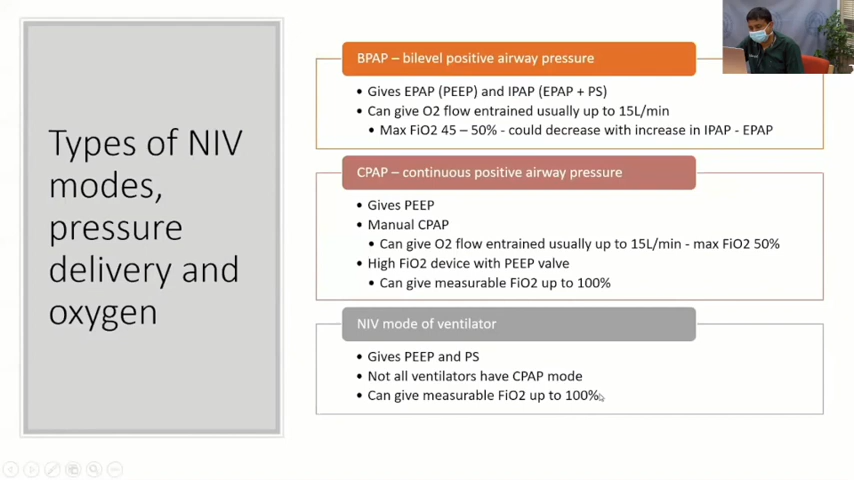 Types of NIV
modes,
pressure
delivery and
oxygen
BPAP – bilevel positive airway pressure
• Gives EPAP (PEEP) and IPAP (EPAP + PS)
• Can give O2 flow entrained usually up to 15L/min
• Max FiO2 45 – 50% - could decrease with increase in IPAP - EPAP
CPAP – continuous positive airway pressure
• Gives PEEP
• Manual CPAP
• Can give O2 flow entrained usually up to 15L/min - max FiO2 50%
• High FiO2 device with PEEP valve
• Can give measurable FiO2 up to 100%
NIV mode of ventilator
• Gives PEEP and PS
• Not all ventilators have CPAP mode
• Can give measurable FiO2 up to 100%